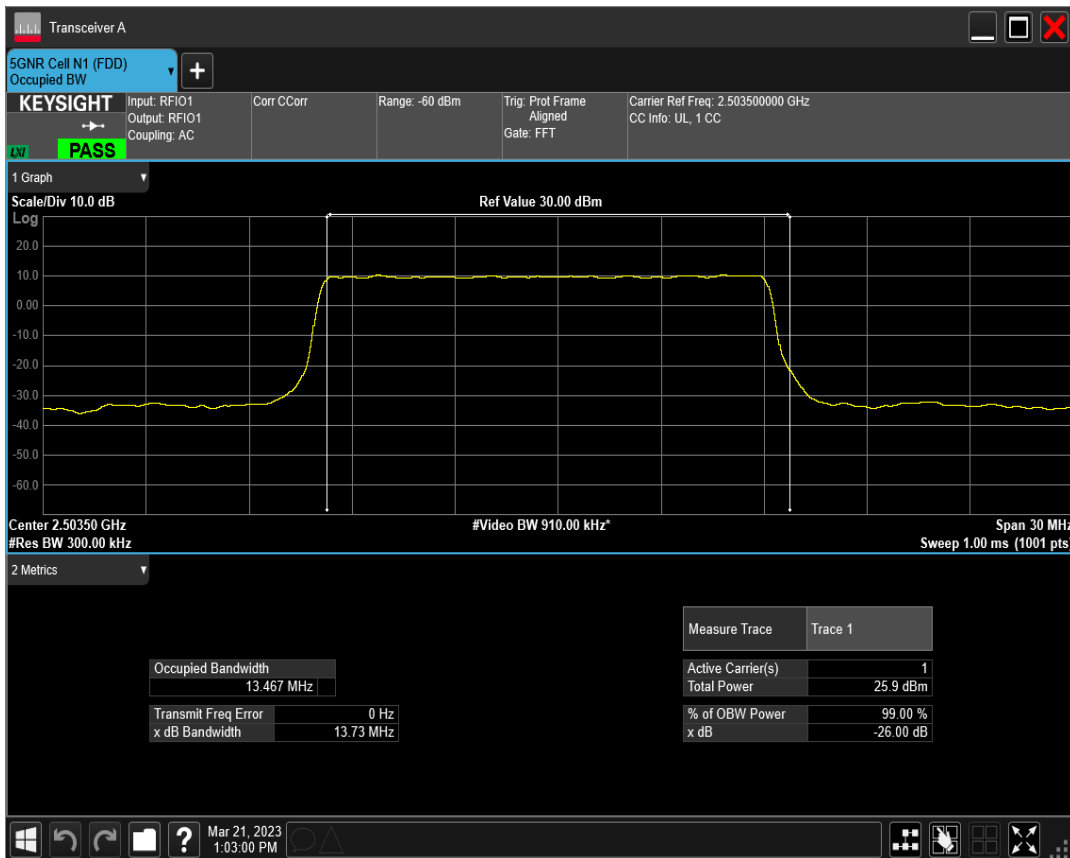 Transceiver A
5GNR Cell N1 (FDD)
Occupied BW
+
KEYSIGHT
LXI
PASS
Input: RFIO1
Output: RFIO1
Coupling: AC
Corr CCorr
Range: -60 dBm
Trig: Prot Frame
Aligned
Gate: FFT
Carrier Ref Freq: 2.503500000 GHz
CC Info: UL, 1 CC
1 Graph
Scale/Div 10.0 dB
Ref Value 30.00 dBm
Log
20.0
10.0
0.00
-10.0
-20.0
-30.0
-40.0
-50.0
-60.0
Center 2.50350 GHz
#Video BW 910.00 kHz*
Span 30 MHz
#Res BW 300.00 kHz
Sweep 1.00 ms (1001 pts)
2 Metrics
Measure Trace Trace 1
Occupied Bandwidth
13.467 MHz
Active Carrier(s) 1
Total Power 25.9 dBm
Transmit Freq Error 0 Hz
x dB Bandwidth 13.73 MHz
% of OBW Power 99.00 %
x dB -26.00 dB
?
Mar 21, 2023
1:03:00 PM